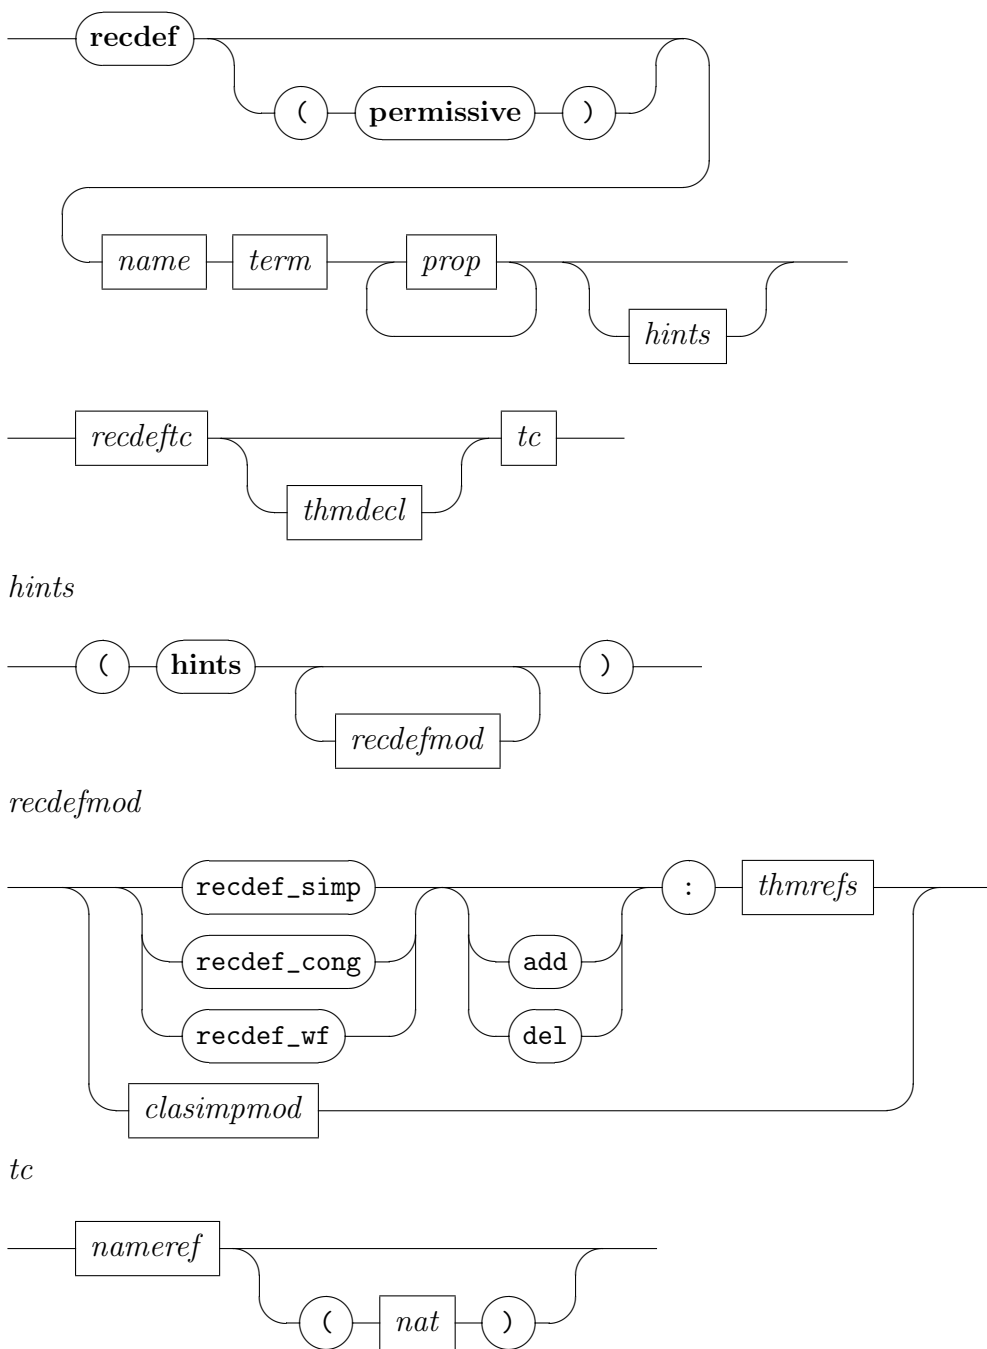 recdef
( permissive )
name term prop
hints
recdeftc tc
thmdecl
hints
( hints )
recdefmod
recdefmod
recdef_simp : thmrefs
recdef_cong add
recdef_wf del
clasimpmod
tc
nameref
( nat )